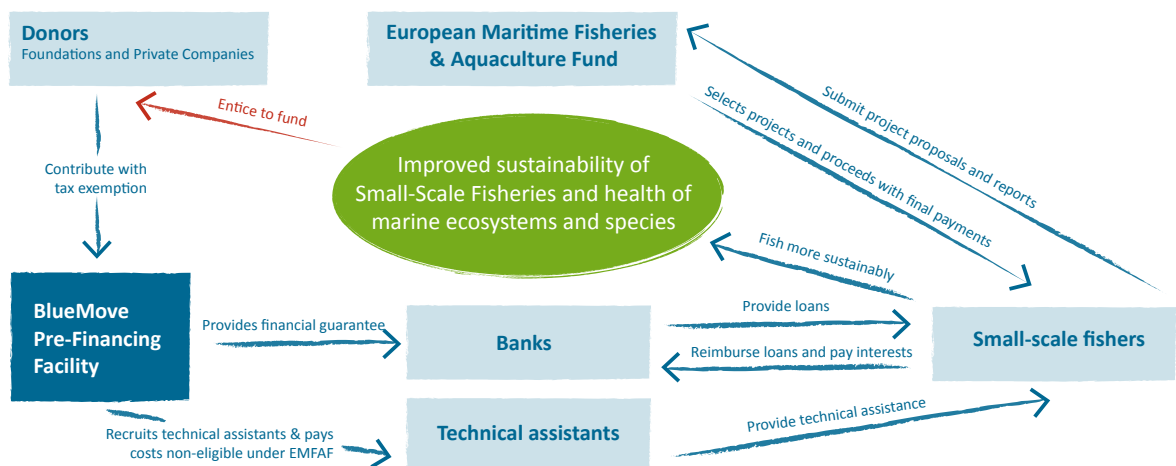 Donors
Foundations and Private Companies
European Maritime Fisheries
& Aquaculture Fund
Entice to fund
Submit project proposals and reports
Selects projects and proceeds with final payments
Contribute with
tax exemption
Improved sustainability of
Small-Scale Fisheries and health of
marine ecosystems and species
Fish more sustainably
BlueMove
Pre-Financing
Facility
Provides financial guarantee
Banks
Provide loans
Reimburse loans and pay interests
Small-scale fishers
Recruits technical assistants & pays
costs non-eligible under EMFAF
Technical assistants
Provide technical assistance